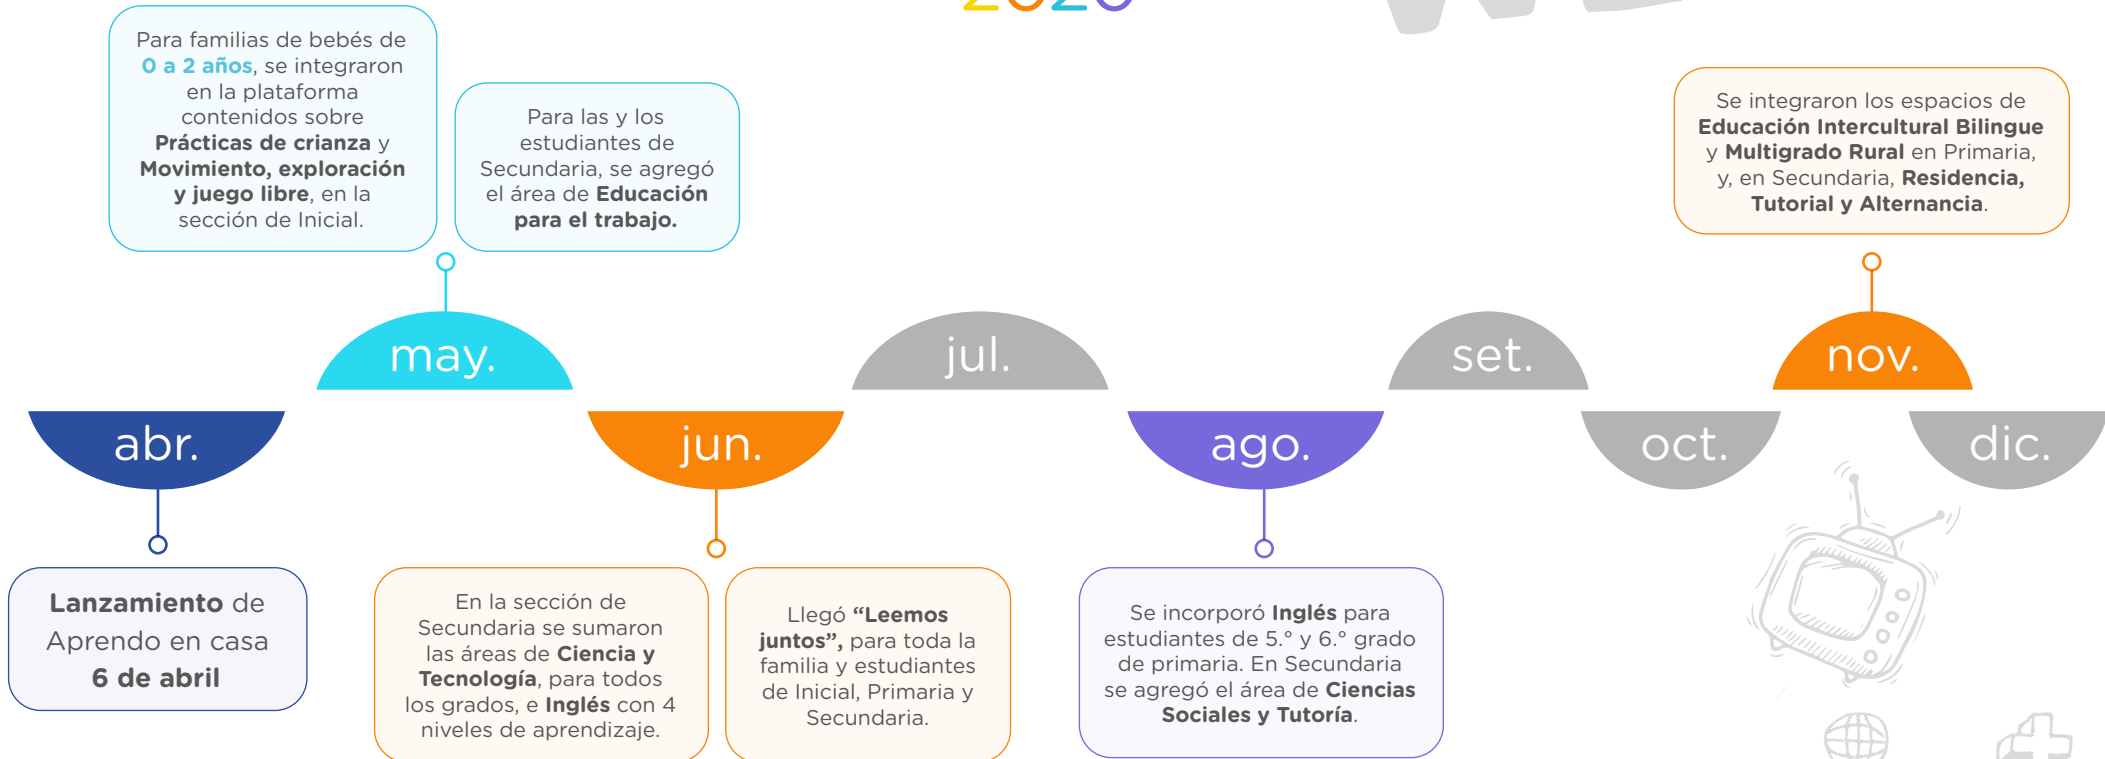 2020
Para familias de bebés de
0 a 2 años, se integraron
en la plataforma
contenidos sobre
Prácticas de crianza y
Movimiento, exploración
y juego libre, en la
sección de Inicial.
Para las y los
estudiantes de
Secundaria, se agregó
el área de Educación
para el trabajo.
Se integraron los espacios de
Educación Intercultural Bilingue
y Multigrado Rural en Primaria,
y, en Secundaria, Residencia,
Tutorial y Alternancia.
may.
jul.
set.
nov.
abr.
jun.
ago.
oct.
dic.
Lanzamiento de
Aprendo en casa
6 de abril
En la sección de
Secundaria se sumaron
las áreas de Ciencia y
Tecnología, para todos
los grados, e Inglés con 4
niveles de aprendizaje.
Llegó “Leemos
juntos”, para toda la
familia y estudiantes
de Inicial, Primaria y
Secundaria.
Se incorporó Inglés para
estudiantes de 5.° y 6.° grado
de primaria. En Secundaria
se agregó el área de Ciencias
Sociales y Tutoría.